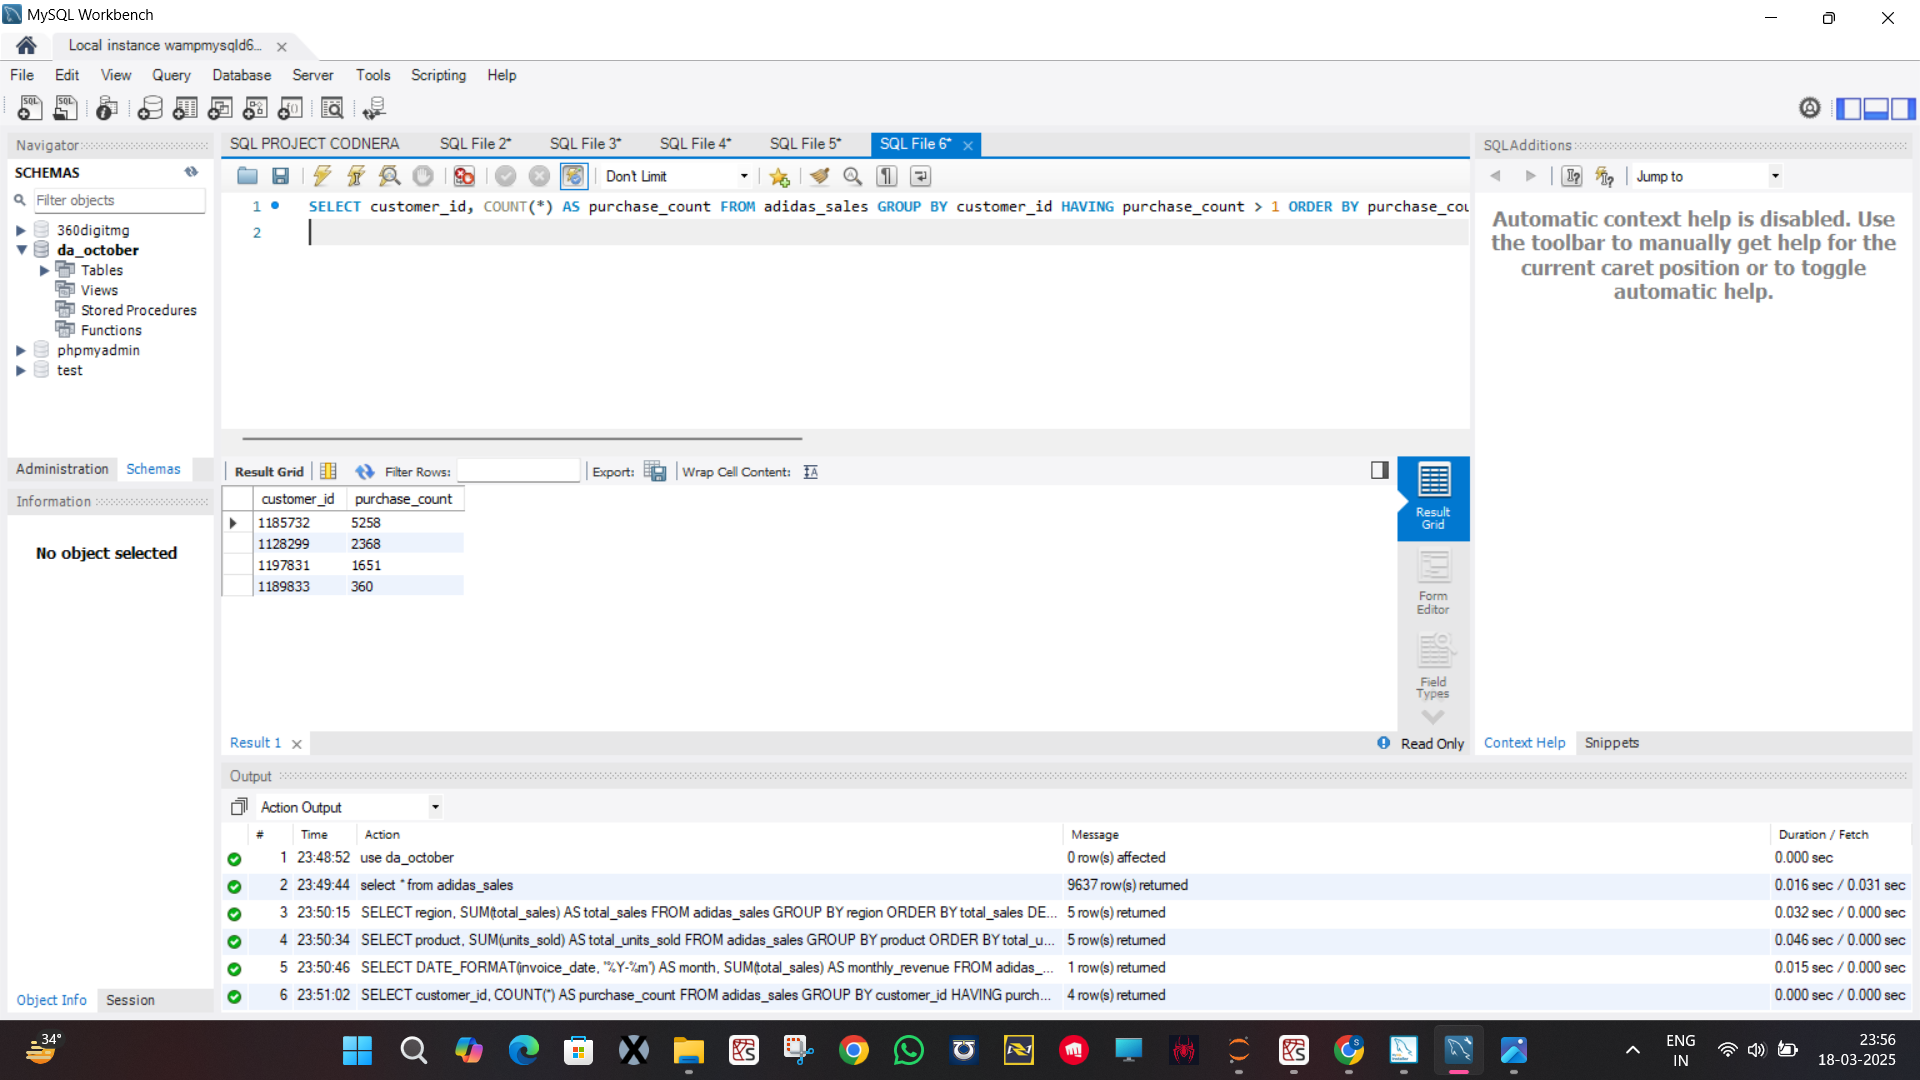 MySQL Workbench
Local instance wampmysqld6...
File Edit View Query Database Server Tools Scripting Help
Navigator
SCHEMAS
Filter objects
360digitmg
da_october
Tables
Views
Stored Procedures
Functions
phpmyadmin
test
Administration Schemas
Information
No object selected
Object Info Session
SQL PROJECT CODNERA SQL File 2* SQL File 3* SQL File 4* SQL File 5* SQL File 6*
Don't Limit
1 SELECT customer_id, COUNT(*) AS purchase_count FROM adidas_sales GROUP BY customer_id HAVING purchase_count > 1 ORDER BY purchase_cou
2
Result Grid Filter Rows: Export: Wrap Cell Content:
customer_id purchase_count
1185732 5258
1128299 2368
1197831 1651
1189833 360
Result Grid
Form Editor
Field Types
Result 1
Read Only
SQLAdditions
Jump to
Automatic context help is disabled. Use
the toolbar to manually get help for the
current caret position or to toggle
automatic help.
Context Help Snippets
Output
Action Output
# Time Action Message Duration / Fetch
1 23:48:52 use da_october 0 row(s) affected 0.000 sec
2 23:49:44 select * from adidas_sales 9637 row(s) returned 0.016 sec / 0.031 sec
3 23:50:15 SELECT region, SUM(total_sales) AS total_sales FROM adidas_sales GROUP BY region ORDER BY total_sales DE... 5 row(s) returned 0.032 sec / 0.000 sec
4 23:50:34 SELECT product, SUM(units_sold) AS total_units_sold FROM adidas_sales GROUP BY product ORDER BY total_u... 5 row(s) returned 0.046 sec / 0.000 sec
5 23:50:46 SELECT DATE_FORMAT(invoice_date, '%Y-%m') AS month, SUM(total_sales) AS monthly_revenue FROM adidas_... 1 row(s) returned 0.015 sec / 0.000 sec
6 23:51:02 SELECT customer_id, COUNT(*) AS purchase_count FROM adidas_sales GROUP BY customer_id HAVING purch... 4 row(s) returned 0.000 sec / 0.000 sec
34°
ENG
IN
23:56
18-03-2025